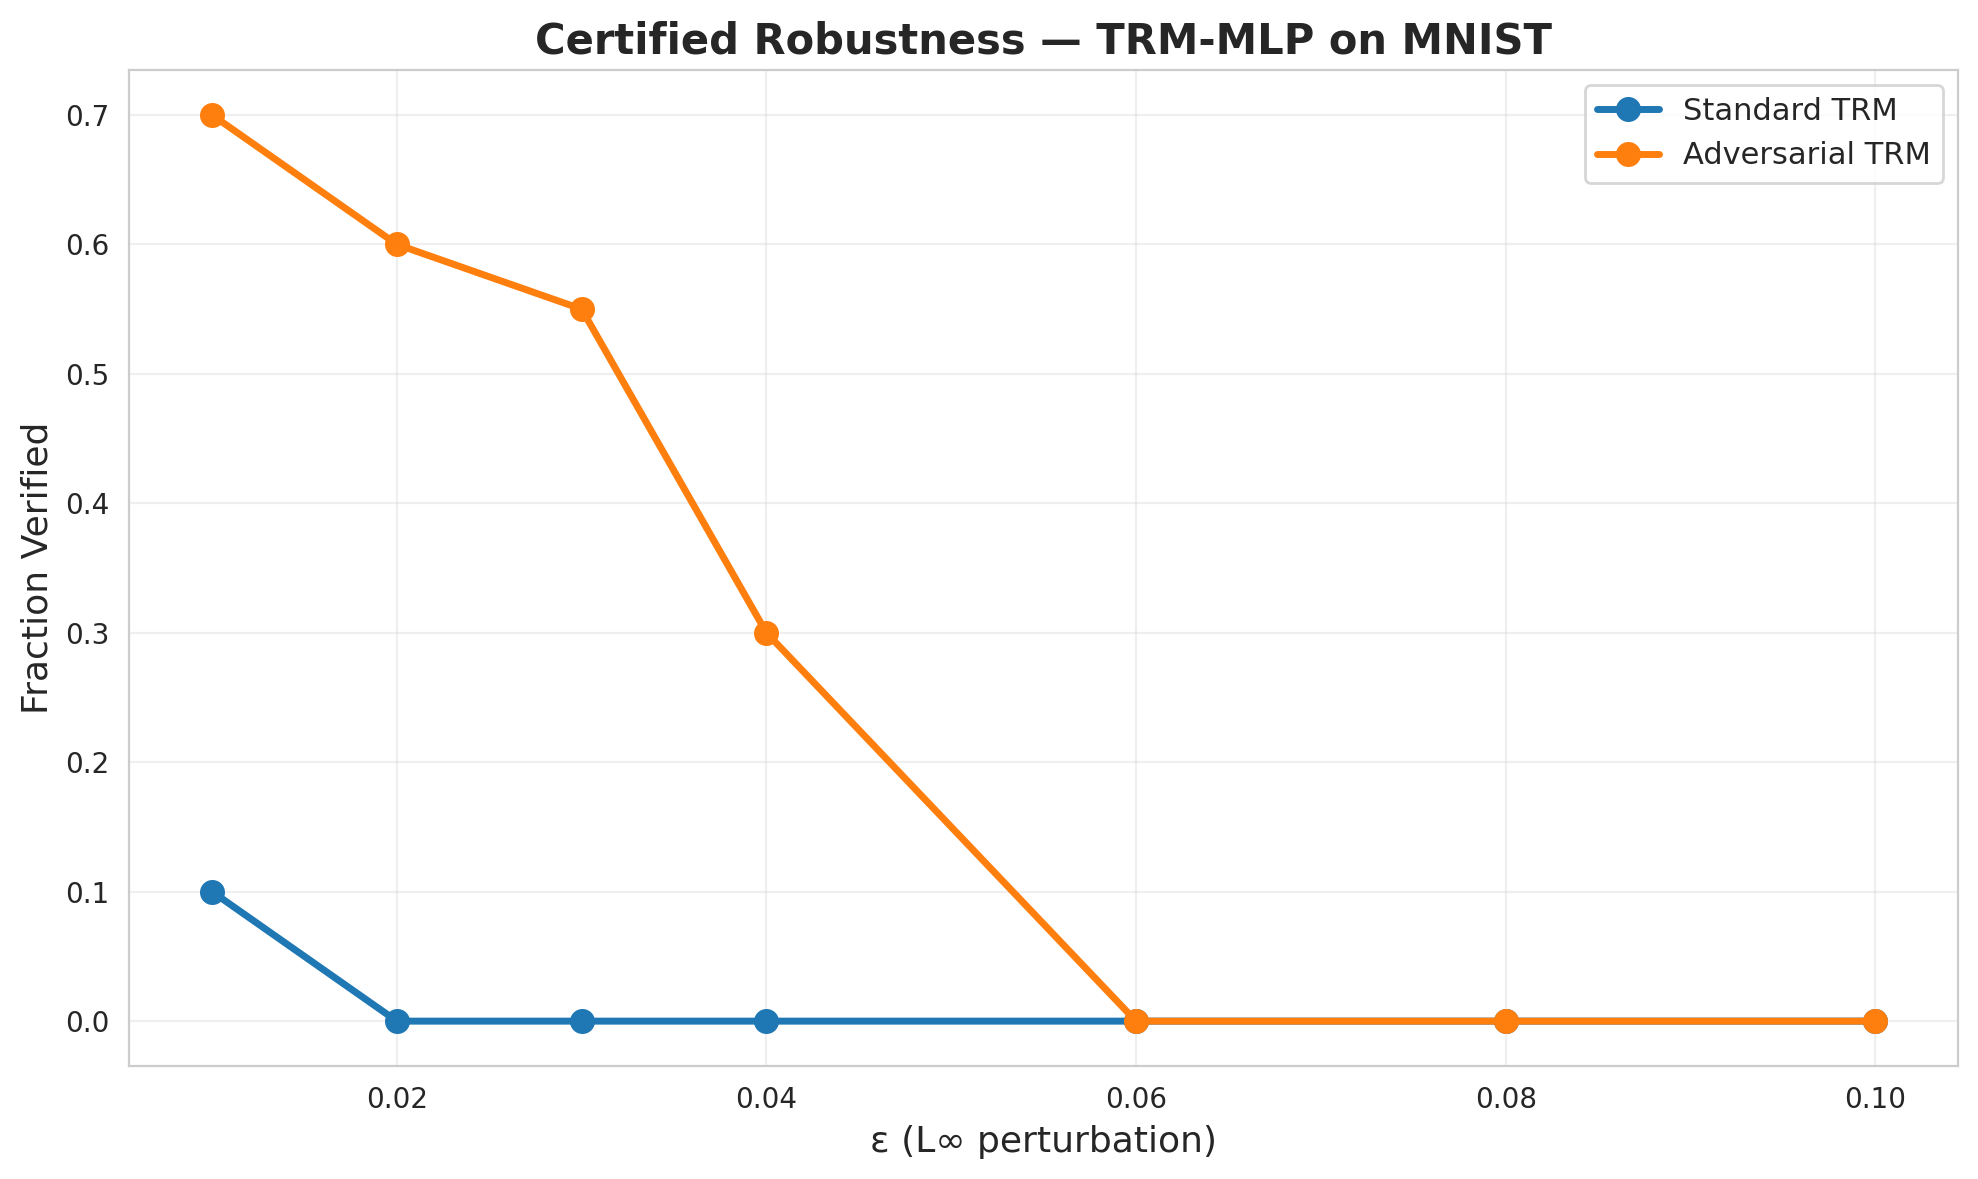 Certified Robustness — TRM-MLP on MNIST
Standard TRM
Adversarial TRM
Fraction Verified
0.7
0.6
0.5
0.4
0.3
0.2
0.1
0.0
0.02
0.04
0.06
0.08
0.10
ε (L∞ perturbation)